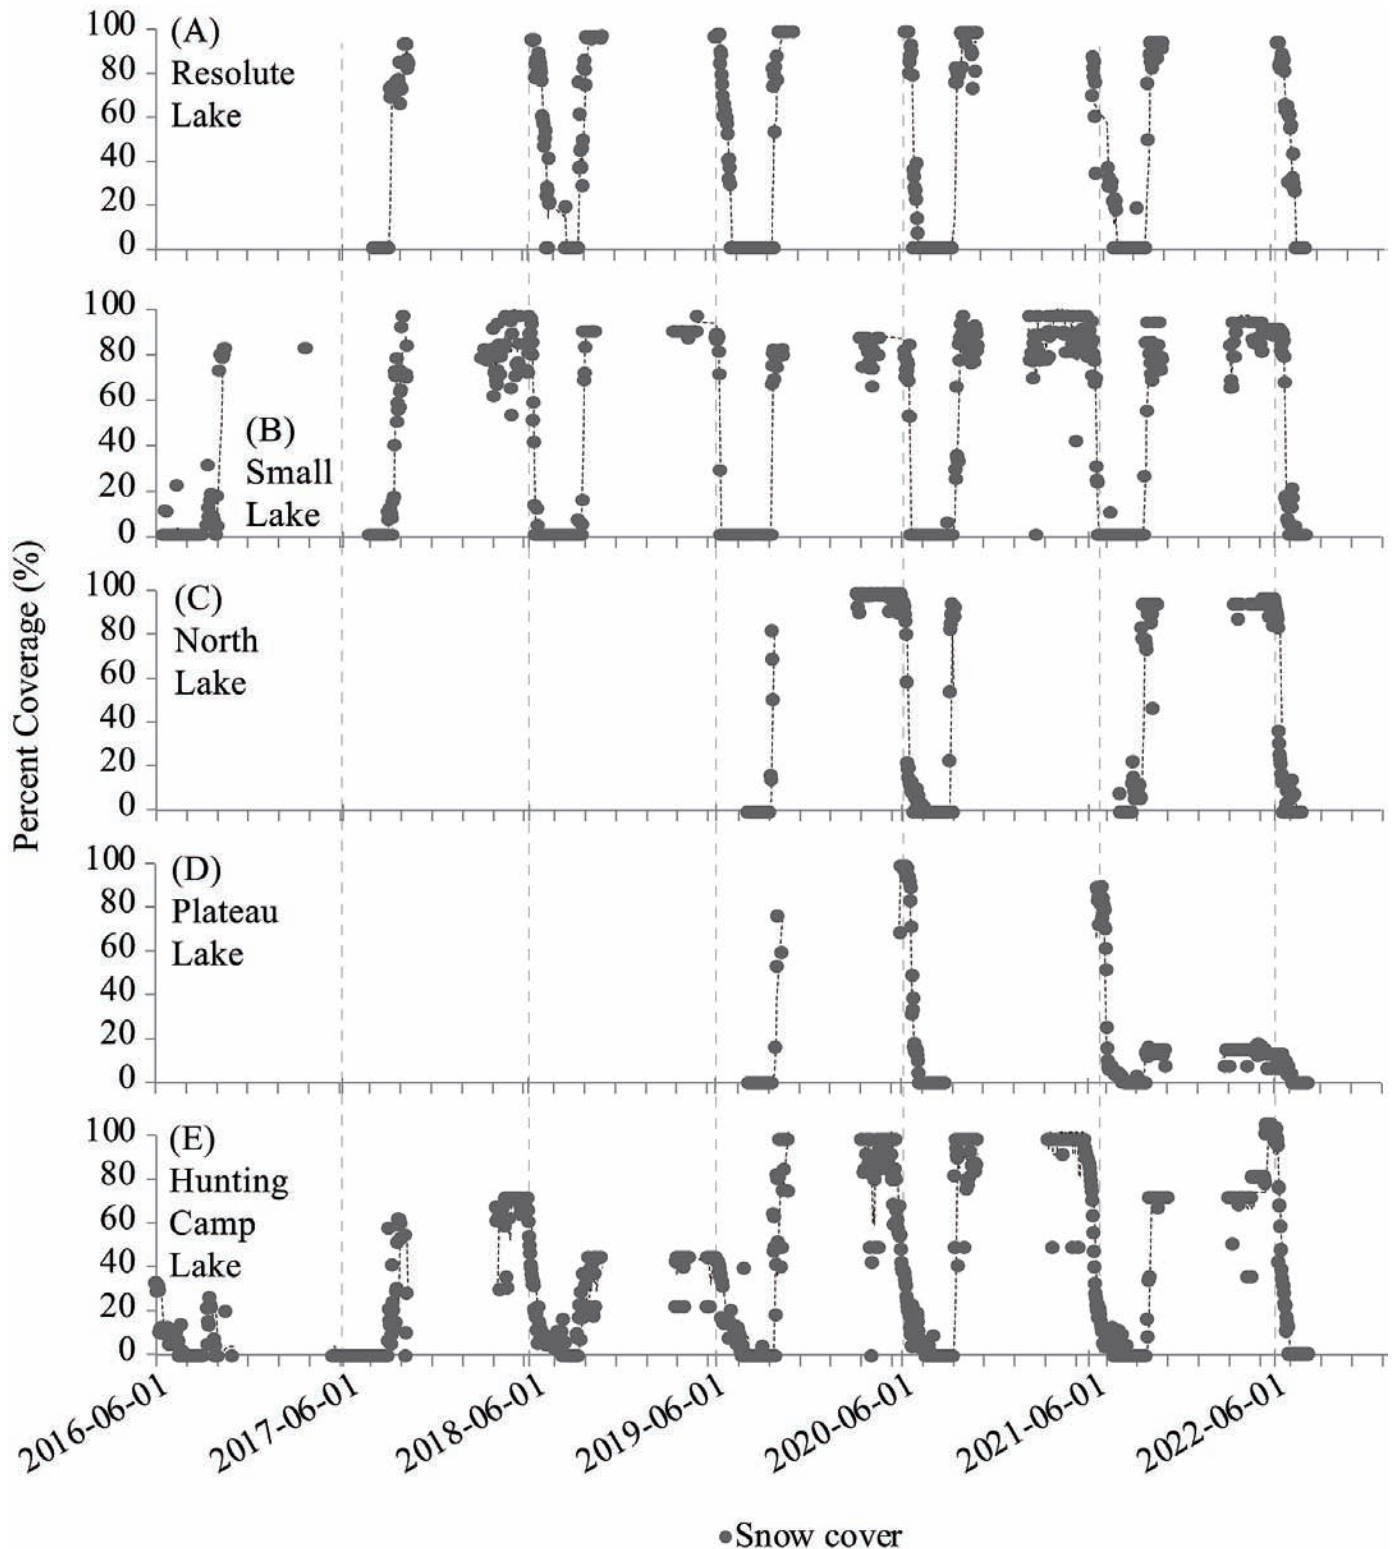 Percent Coverage (%)
100
80
60
40
20
0
(A)
Resolute
Lake
100
80
60
40
20
0
(B)
Small
Lake
100
80
60
40
20
0
(C)
North
Lake
100
80
60
40
20
0
(D)
Plateau
Lake
100
80
60
40
20
0
(E)
Hunting
Camp
Lake
2016-06-01
2017-06-01
2018-06-01
2019-06-01
2020-06-01
2021-06-01
2022-06-01
Snow cover